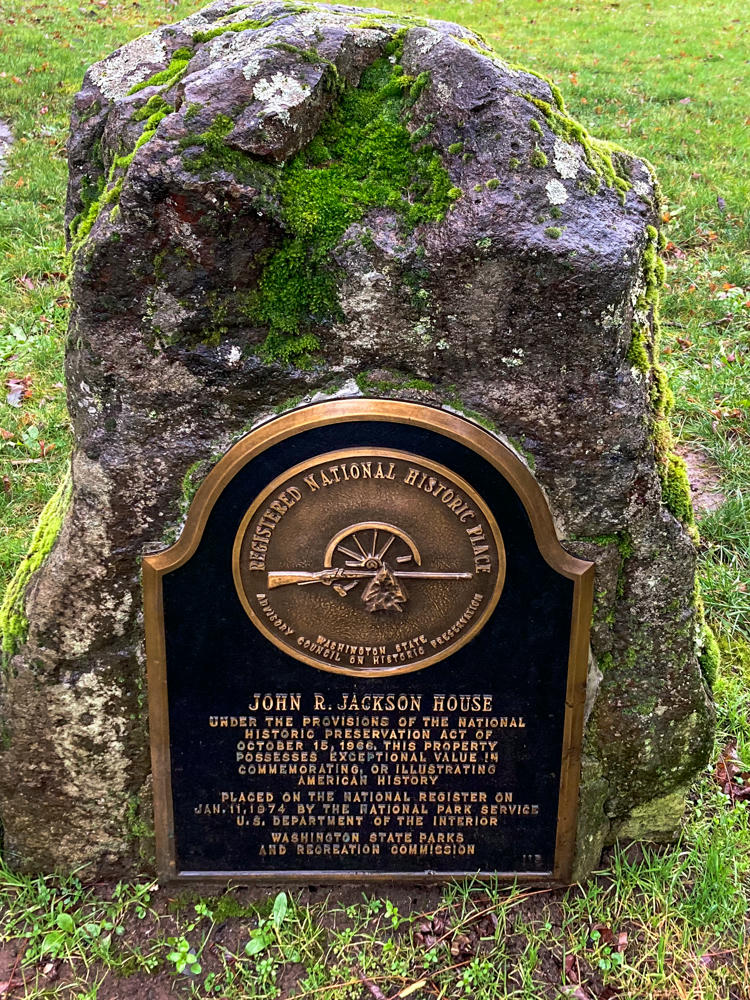 REGISTERED NATIONAL HISTORIC PLACE
WASHINGTON STATE
ADVISORY COUNCIL ON HISTORIC PRESERVATION
JOHN R. JACKSON HOUSE
UNDER THE PROVISIONS OF THE NATIONAL
HISTORIC PRESERVATION ACT OF
OCTOBER 15, 1966, THIS PROPERTY
POSSESSES EXCEPTIONAL VALUE IN
COMMEMORATING, OR ILLUSTRATING
AMERICAN HISTORY
PLACED ON THE NATIONAL REGISTER ON
JAN. 11, 1974 BY THE NATIONAL PARK SERVICE
U.S. DEPARTMENT OF THE INTERIOR
WASHINGTON STATE PARKS
AND RECREATION COMMISSION